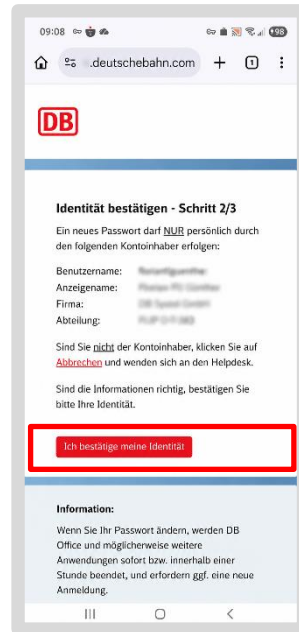 09:08
98
.deutschebahn.com
1
DB
Identität bestätigen - Schritt 2/3
Ein neues Passwort darf NUR persönlich durch
den folgenden Kontoinhaber erfolgen:
Benutzername:
Anzeigename:
Firma:
Abteilung:
Sind Sie nicht der Kontoinhaber, klicken Sie auf
Abbrechen und wenden sich an den Helpdesk.
Sind die Informationen richtig, bestätigen Sie
bitte Ihre Identität.
Ich bestätige meine Identität
Information:
Wenn Sie Ihr Passwort ändern, werden DB
Office und möglicherweise weitere
Anwendungen sofort bzw. innerhalb einer
Stunde beendet, und erfordern ggf. eine neue
Anmeldung.